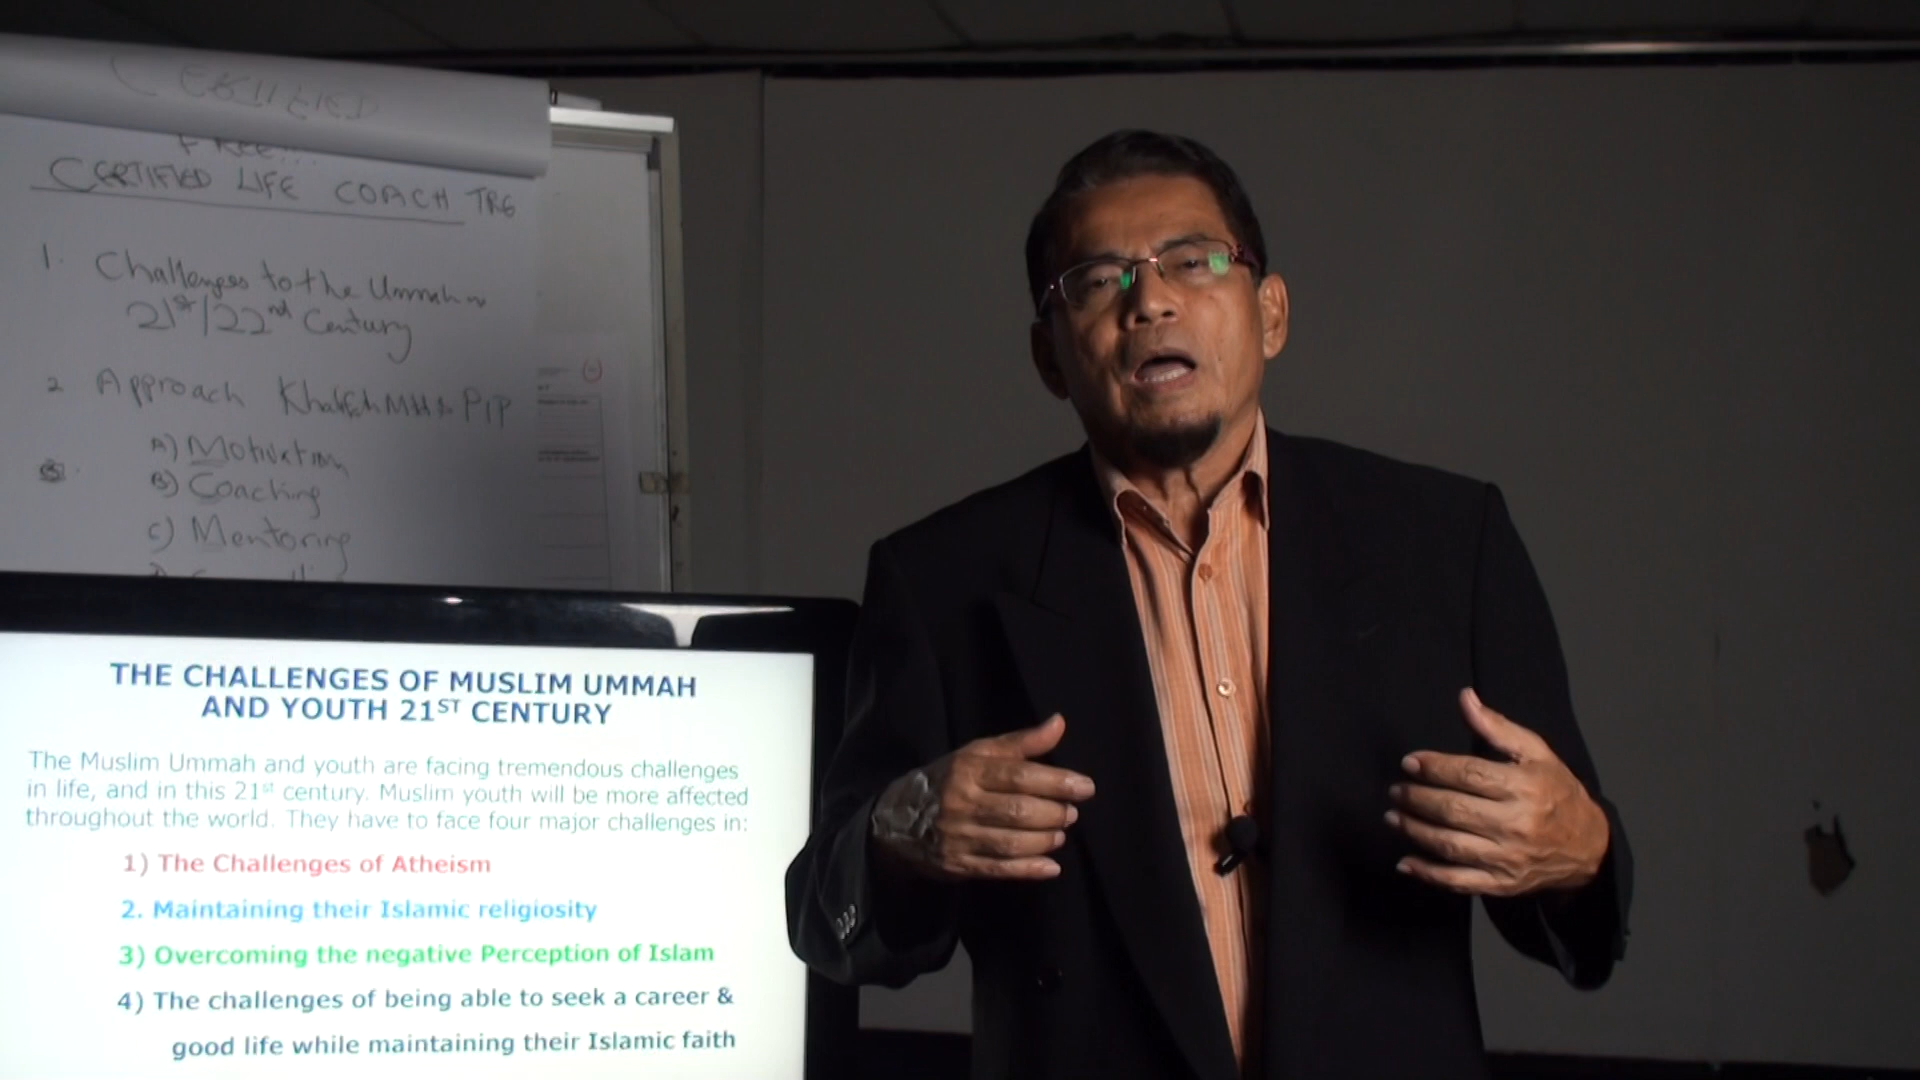 CERTIFIED
FREE...
CERTIFIED LIFE COACH TRG
1. Challenges to the Ummah
21st/22nd Century
2 Approach
A) Motivation
B) Coaching
C) Mentoring
THE CHALLENGES OF MUSLIM UMMAH
AND YOUTH 21ST CENTURY
The Muslim Ummah and youth are facing tremendous challenges
in life, and in this 21st century. Muslim youth will be more affected
throughout the world. They have to face four major challenges in:
1) The Challenges of Atheism
2. Maintaining their Islamic religiosity
3) Overcoming the negative Perception of Islam
4) The challenges of being able to seek a career &
good life while maintaining their Islamic faith